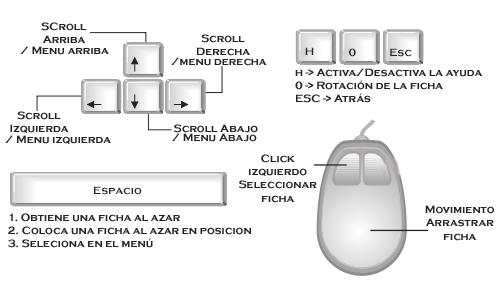 SCroll
Arriba
/ Menu arriba
Scroll
Derecha
/menu derecha
Scroll
Izquierda
/ Menu izquierda
Scroll Abajo
/ Menu Abajo
H
0
Esc
H -> Activa/Desactiva la ayuda
0 -> Rotación de la ficha
ESC -> Atrás
Espacio
1. Obtiene una ficha al azar
2. Coloca una ficha al azar en posicion
3. Seleciona en el menú
Click
izquierdo
Seleccionar
ficha
Movimiento
Arrastrar
ficha